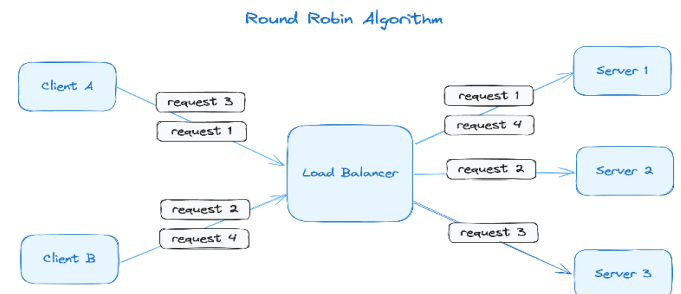 Round Robin Algorithm
Client A
request 3
request 1
Client B
request 2
request 4
Load Balancer
request 1
request 4
Server 1
request 2
Server 2
request 3
Server 3